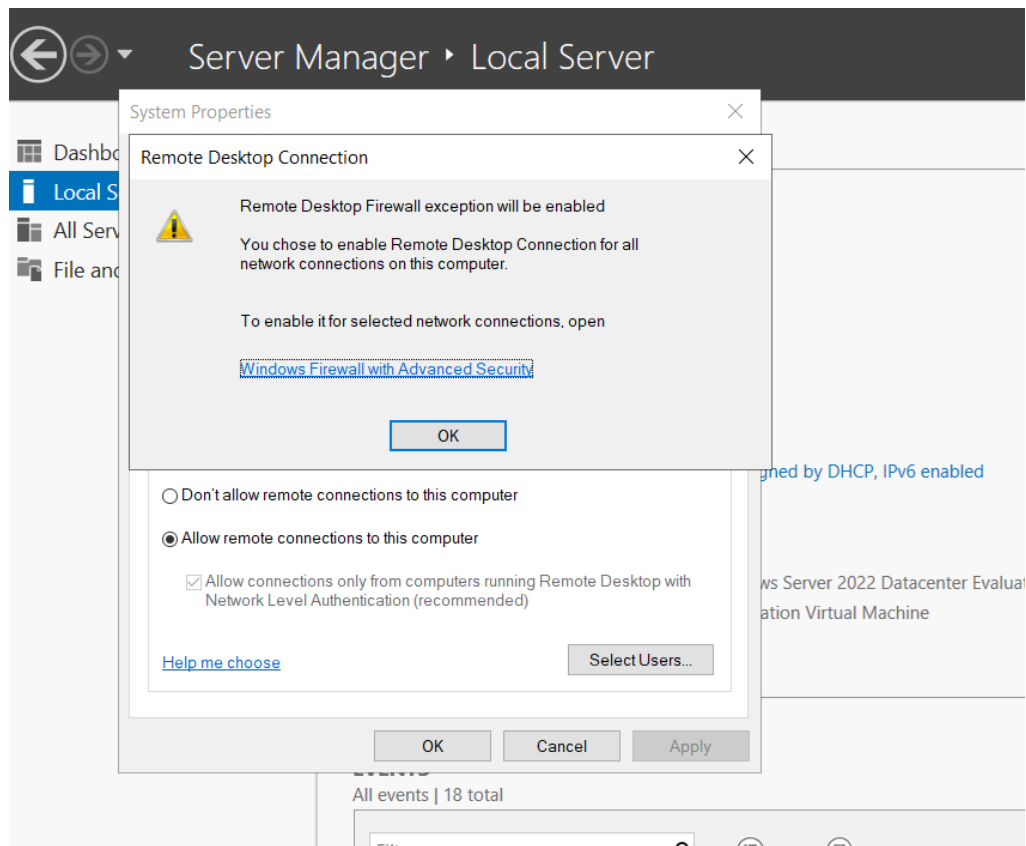 Server Manager ‣ Local Server
System Properties
Dashbo
Local S
All Serv
File and
Remote Desktop Connection
Remote Desktop Firewall exception will be enabled
You chose to enable Remote Desktop Connection for all
network connections on this computer.
To enable it for selected network connections, open
Windows Firewall with Advanced Security
OK
gned by DHCP, IPv6 enabled
Don't allow remote connections to this computer
Allow remote connections to this computer
Allow connections only from computers running Remote Desktop with
Network Level Authentication (recommended)
ws Server 2022 Datacenter Evaluat
ation Virtual Machine
Help me choose
Select Users...
OK
Cancel
Apply
EVENTS
All events | 18 total